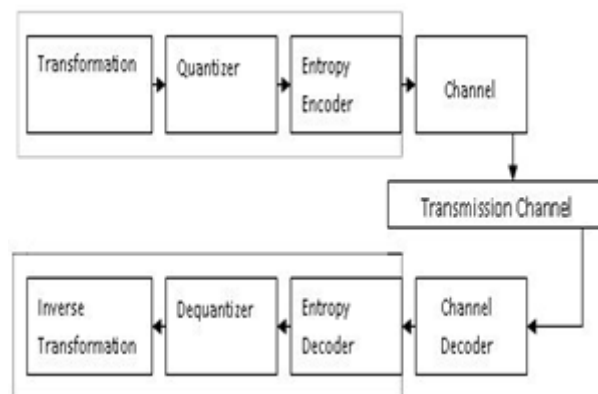 Transformation
Quantizer
Entropy
Encoder
Channel
Transmission Channel
Inverse
Transformation
Dequantizer
Entropy
Decoder
Channel
Decoder